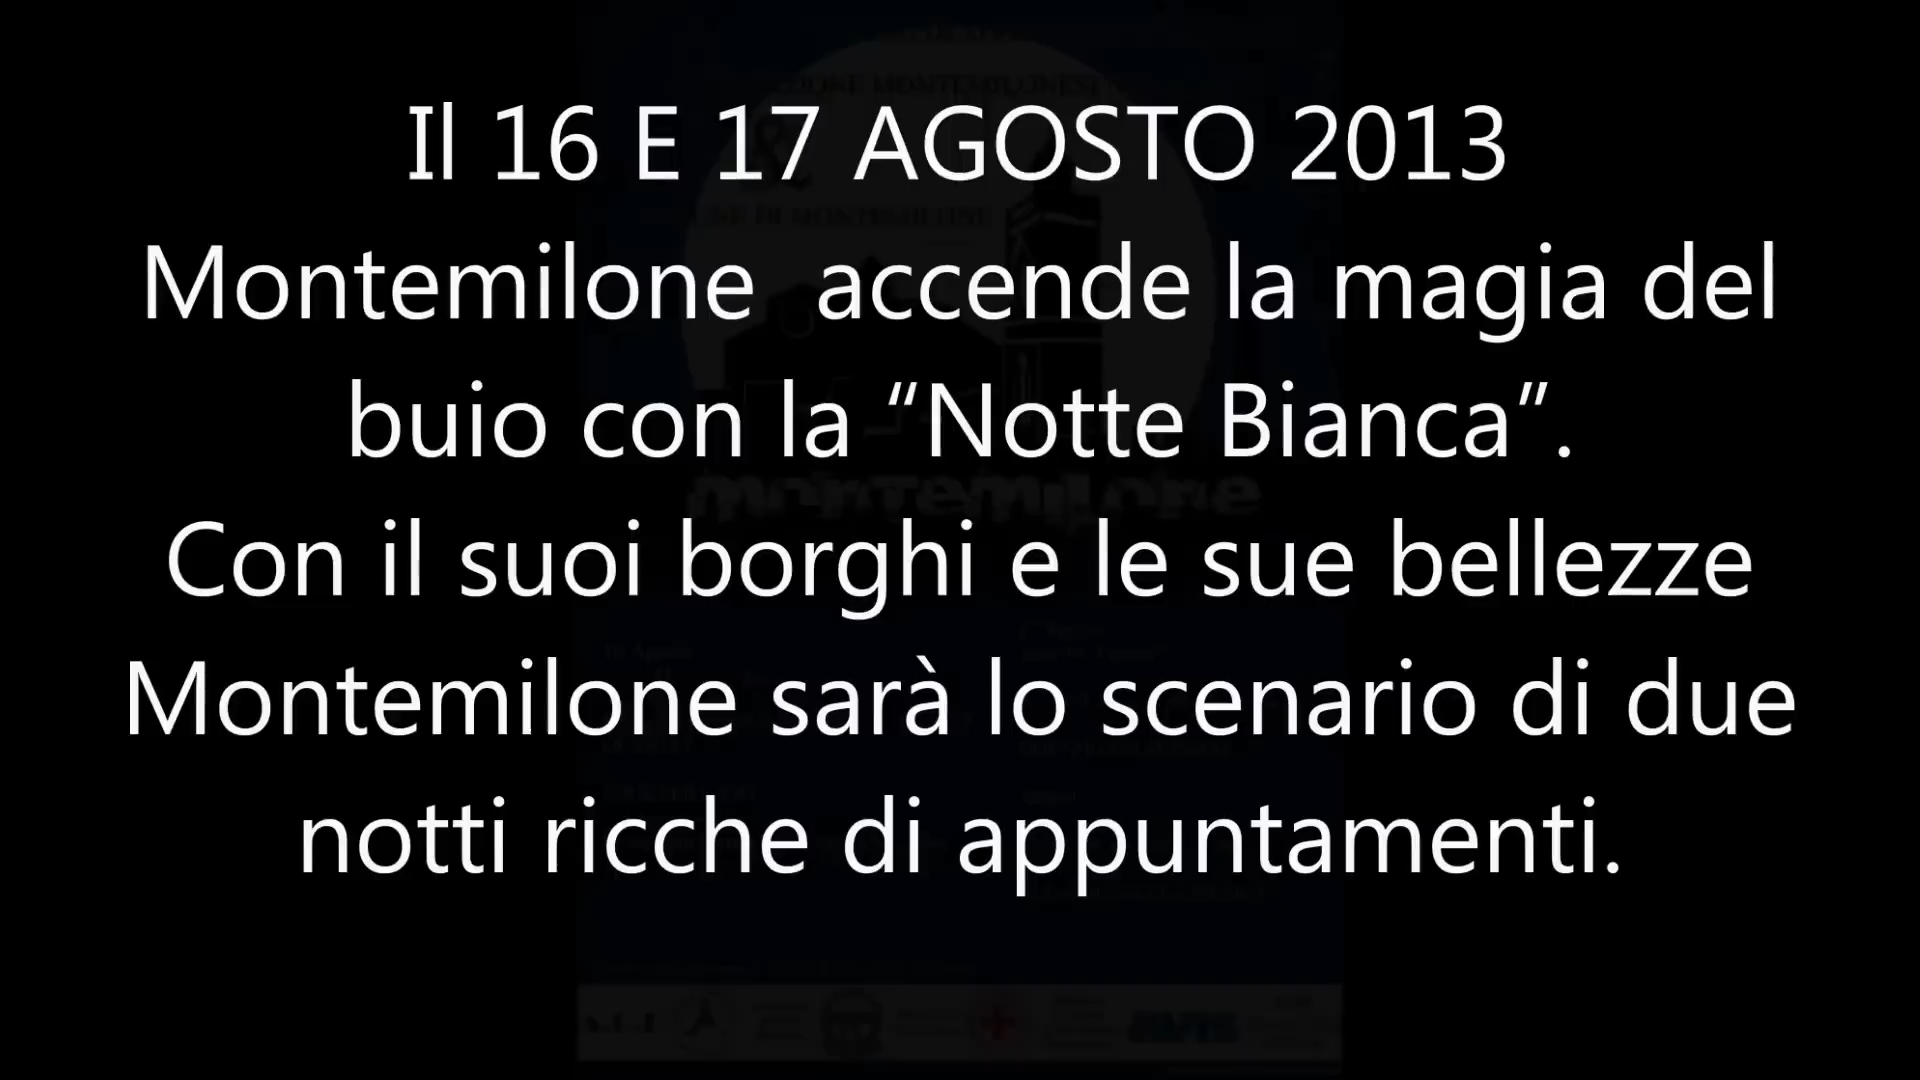 Il 16 E 17 AGOSTO 2013
Montemilone accende la magia del
buio con la “Notte Bianca”.
Con il suoi borghi e le sue bellezze
Montemilone sarà lo scenario di due
notti ricche di appuntamenti.
montemilone